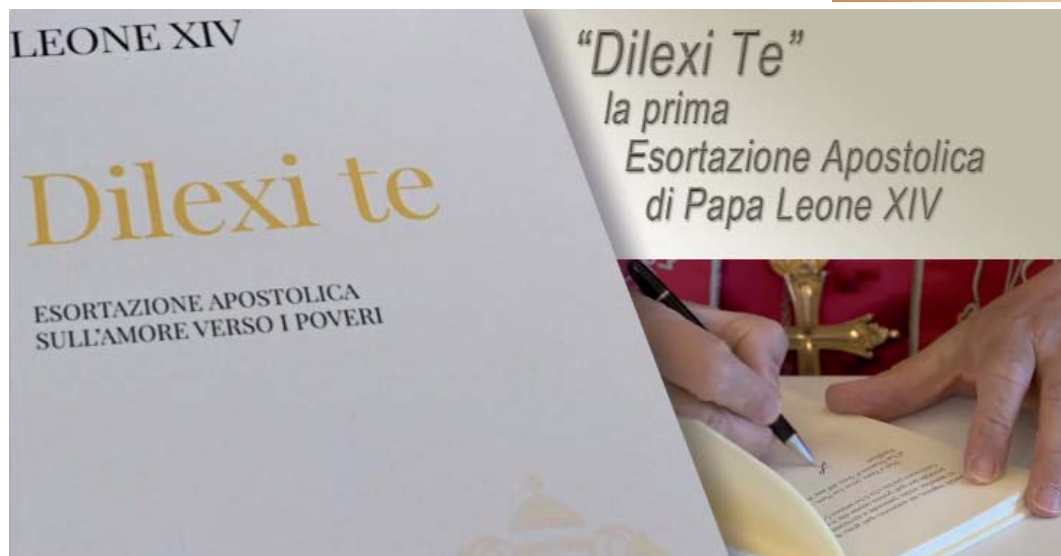 LEONE XIV
Dilexi te
ESORTAZIONE APOSTOLICA
SULL'AMORE VERSO I POVERI
“Dilexi Te”
la prima
Esortazione Apostolica
di Papa Leone XIV